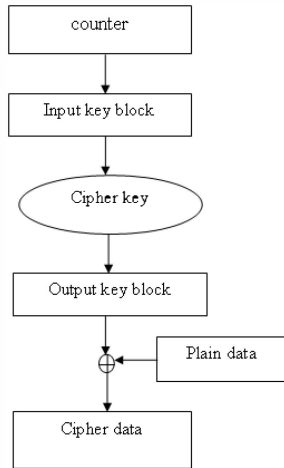 counter
Input key block
Cipher key
Output key block
Plain data
Cipher data